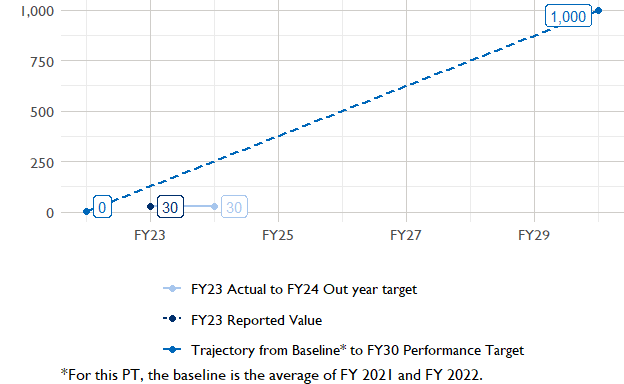 1,000
1,000
750
500
250
0
0
30
30
FY23
FY25
FY27
FY29
FY23 Actual to FY24 Out year target
FY23 Reported Value
Trajectory from Baseline* to FY30 Performance Target
*For this PT, the baseline is the average of FY 2021 and FY 2022.